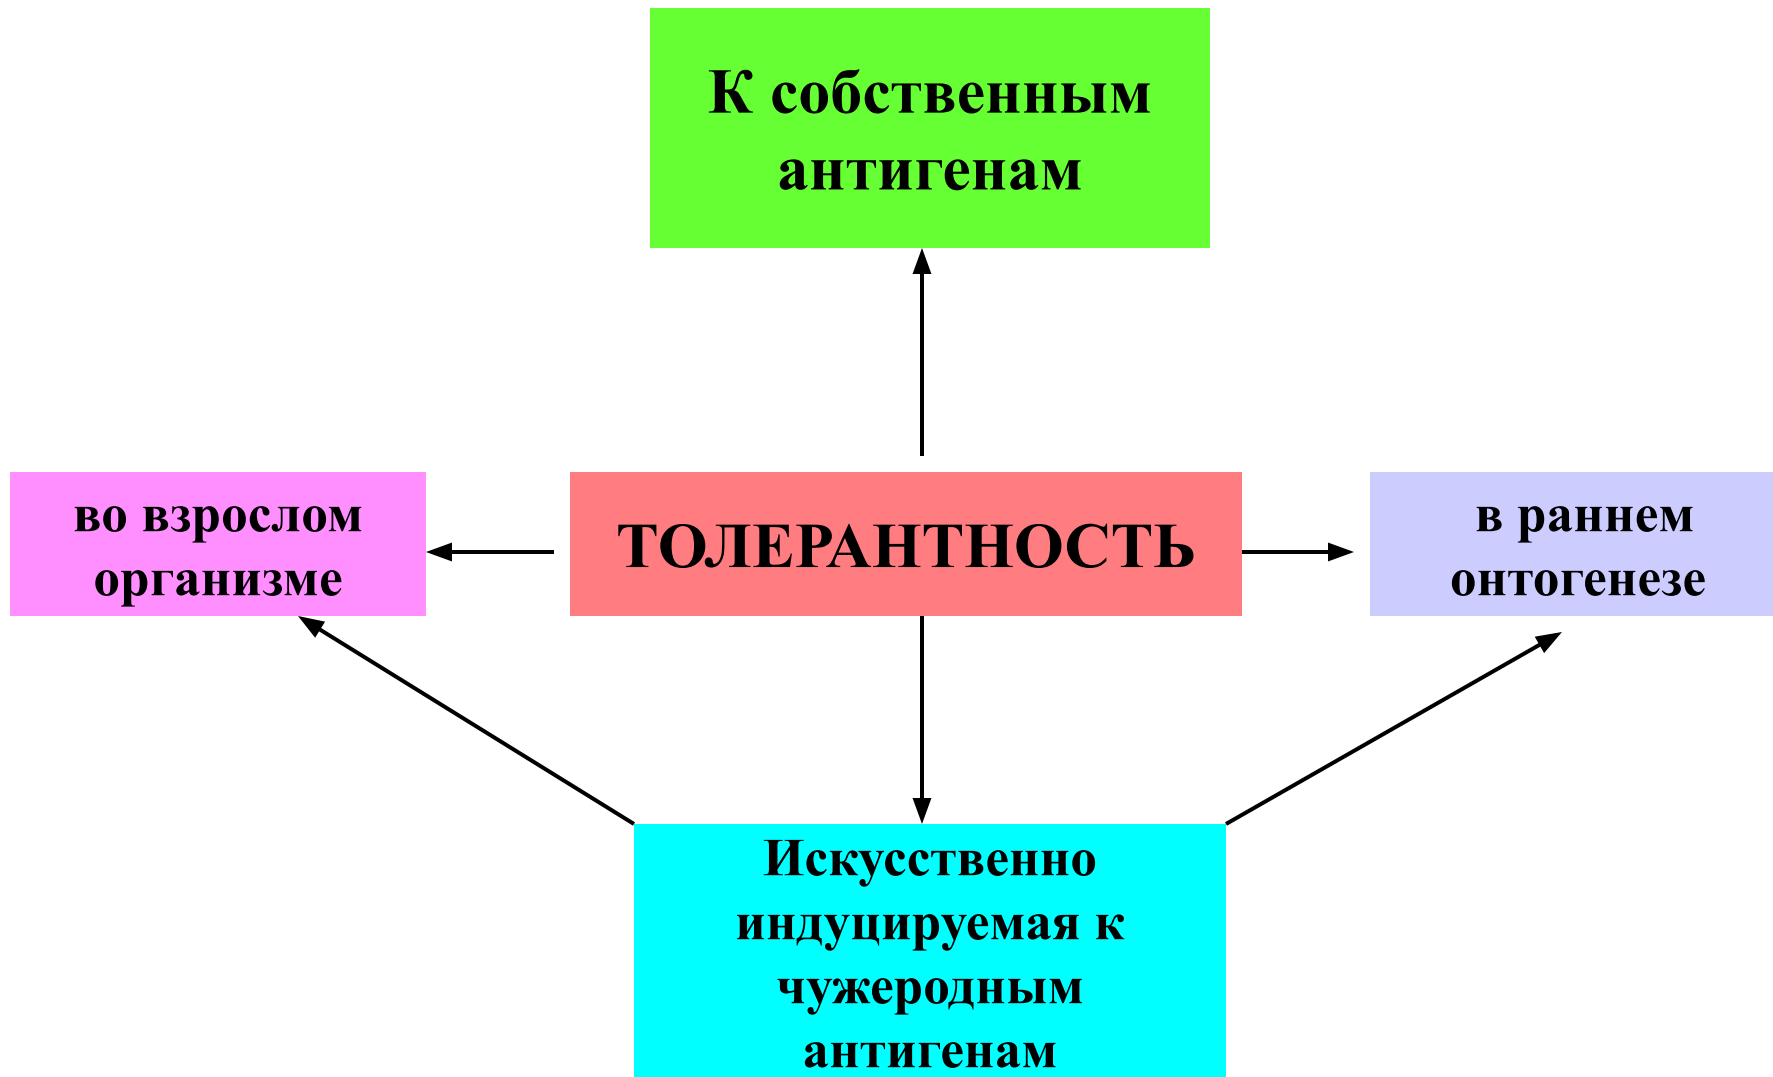 К собственным
антигенам
во взрослом
организме
ТОЛЕРАНТНОСТЬ
в раннем
онтогенезе
Искусственно
индуцируемая к
чужеродным
антигенам